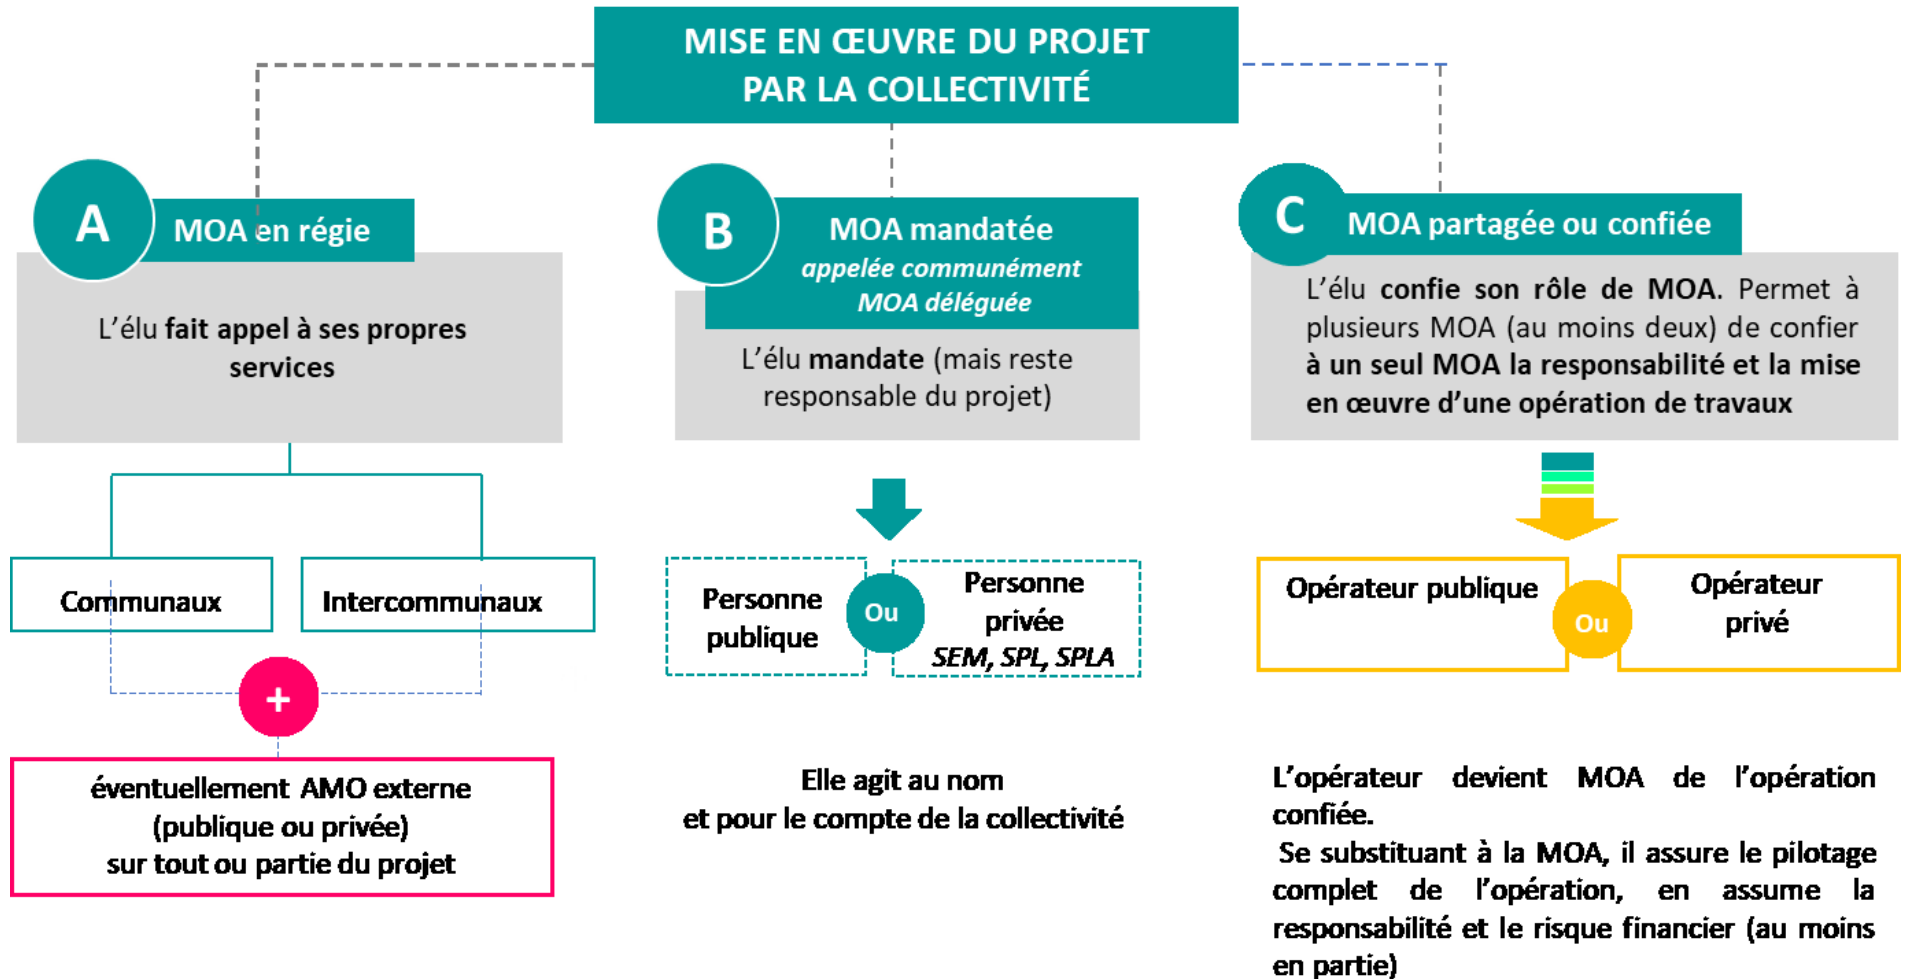 MISE EN ŒUVRE DU PROJET
PAR LA COLLECTIVITÉ
A
MOA en régie
L’élu fait appel à ses propres
services
Communaux
Intercommunaux
+
éventuellement AMO externe
(publique ou privée)
sur tout ou partie du projet
B
MOA mandatée
appelée communément
MOA déléguée
L’élu mandate (mais reste
responsable du projet)
Personne
publique
Ou
Personne
privée
SEM, SPL, SPLA
Elle agit au nom
et pour le compte de la collectivité
C
MOA partagée ou confiée
L’élu confie son rôle de MOA. Permet à
plusieurs MOA (au moins deux) de confier
à un seul MOA la responsabilité et la mise
en œuvre d’une opération de travaux
Opérateur publique
Ou
Opérateur
privé
L’opérateur devient MOA de l’opération
confiée.
Se substituant à la MOA, il assure le pilotage
complet de l’opération, en assume la
responsabilité et le risque financier (au moins
en partie)